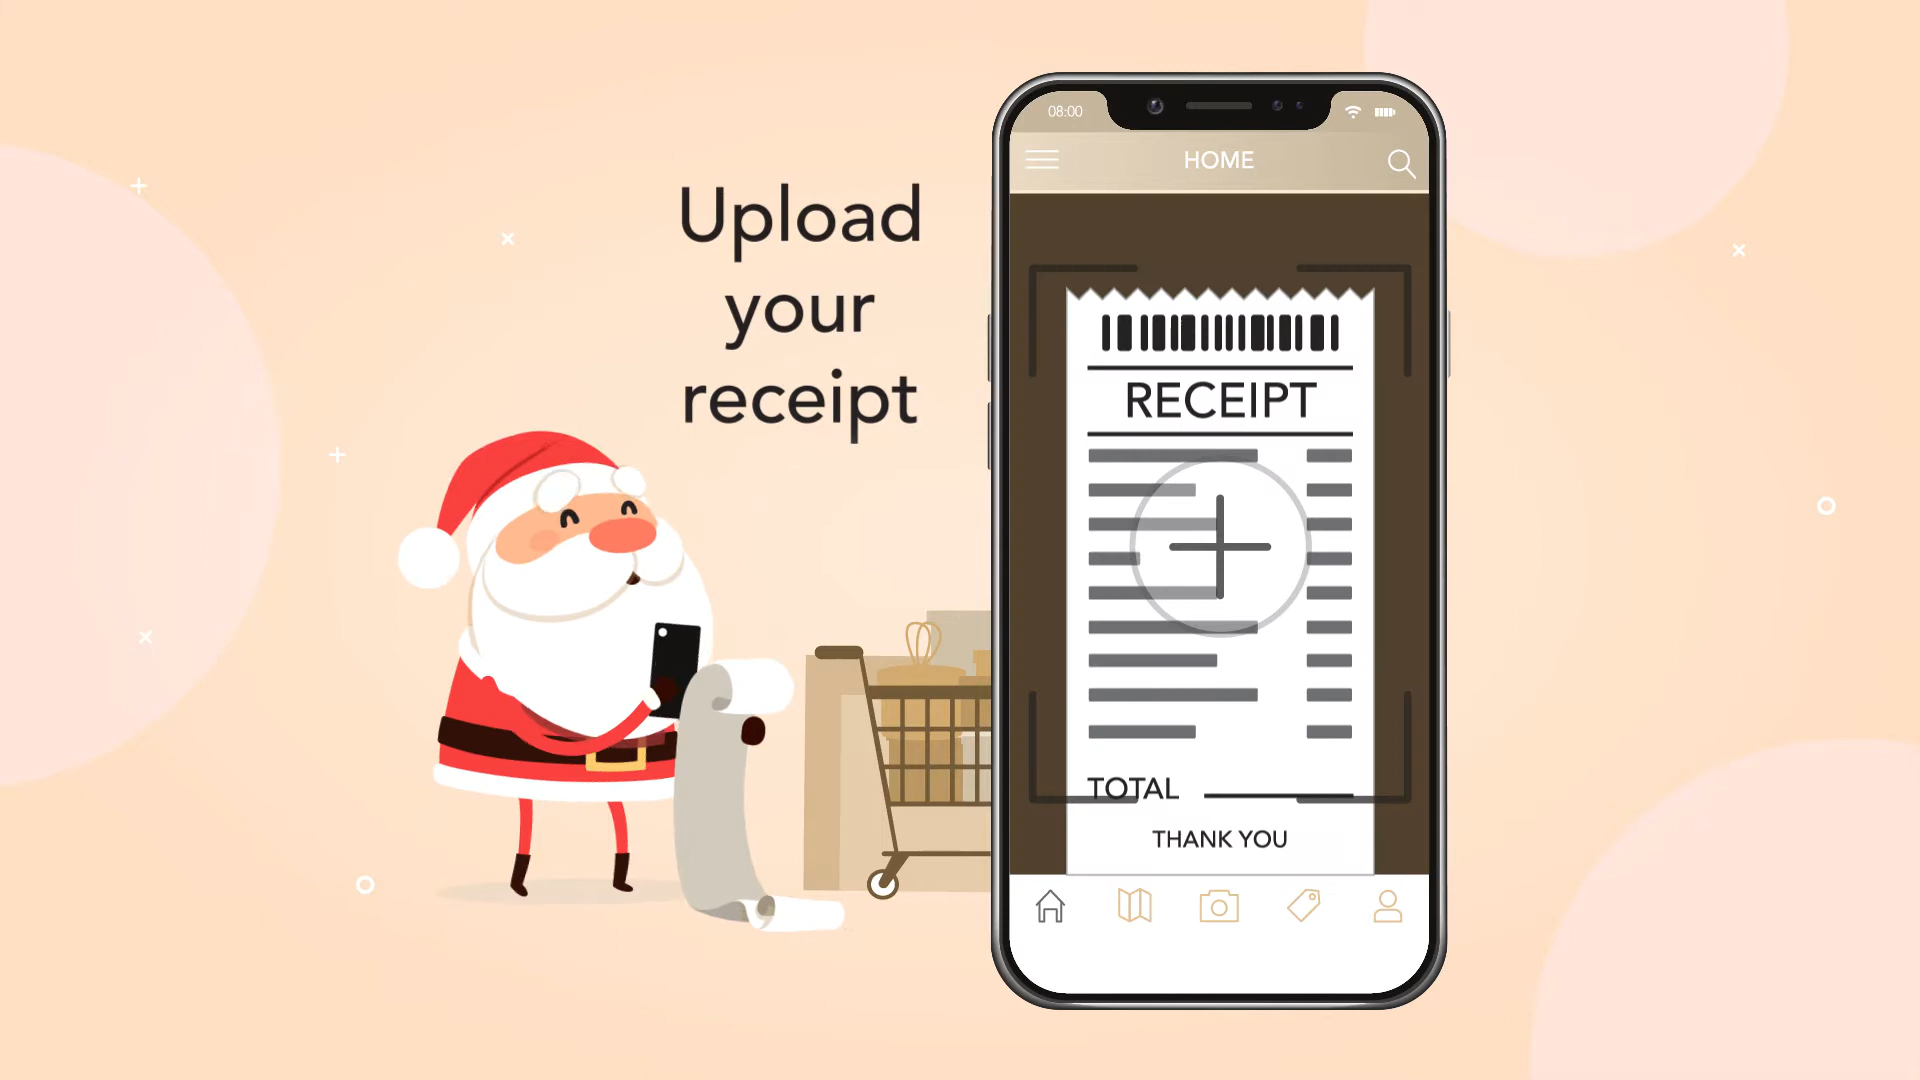 Upload
your
receipt
08:00
HOME
RECEIPT
TOTAL
THANK YOU